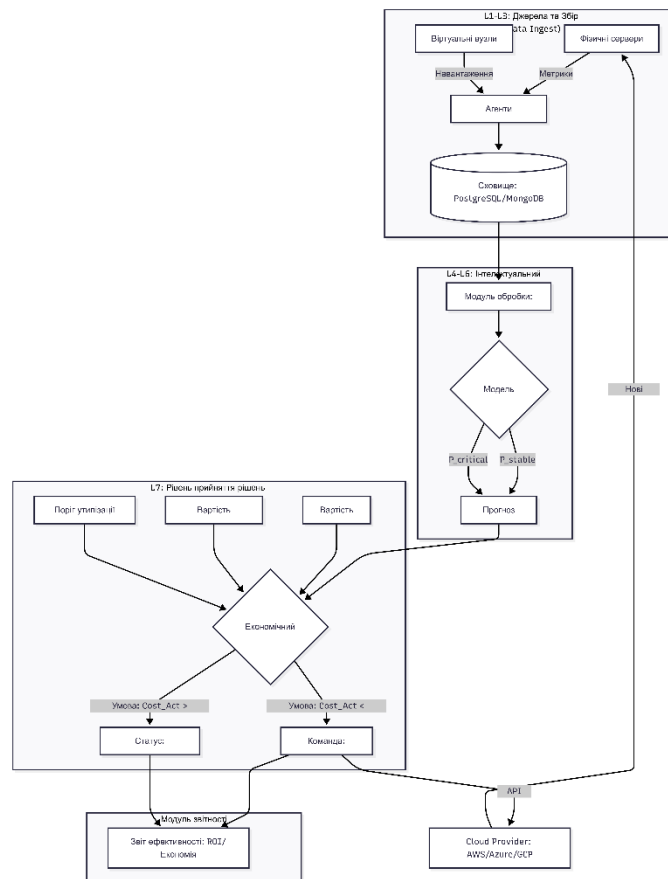 L1-L3: Джерела та Збір
ata Ingest)
Віртуальні вузли
Фізичні сервери
Навантаження
Метрики
Агенти
Сховище:
PostgreSQL/MongoDB
L4-L6: Інтелектуальний
Модуль обробки:
Модель
Нові
P_critical
P_stable
Прогноз
L7: Рівень прийняття рішень
Поріг утилізації
Вартість
Вартість
Економічний
Умова: Cost_Act >
Умова: Cost_Act <
Статус:
Команда:
API
Модуль звітності
Звіт ефективності: ROI/
Економія
Cloud Provider:
AWS/Azure/GCP